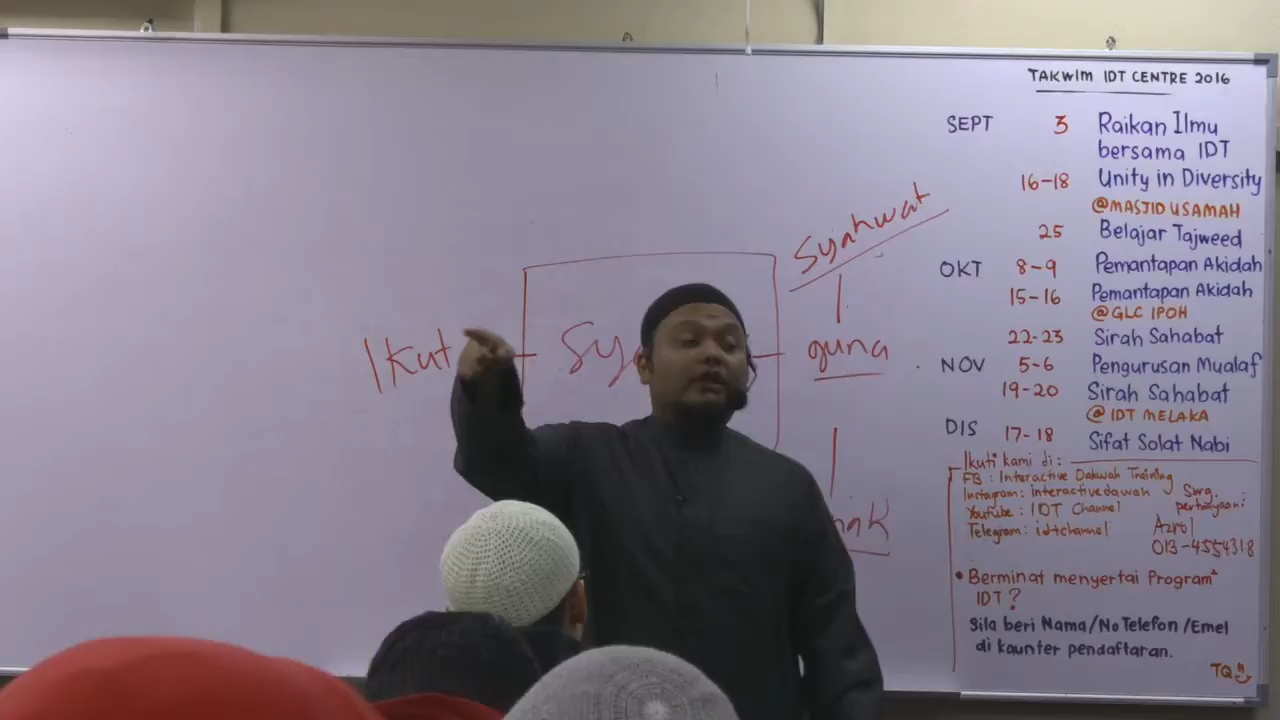 TAKWIM IDT CENTRE 2016
SEPT 3 Raikan Ilmu
bersama IDT
16-18 Unity in Diversity
@MASJID USAMAH
25 Belajar Tajweed
OKT 8-9 Pemantapan Akidah
15-16 Pemantapan Akidah
@GLC IPOH
22-23 Sirah Sahabat
NOV 5-6 Pengurusan Mualaf
19-20 Sirah Sahabat
@IDT MELAKA
DIS 17-18 Sifat Solat Nabi
Ikuti kami di:
FB: Interactive Dakwah Training
Instagram: interactivedawah
Youtube: IDT Channel
Telegram: idtchannel
Sbrg.
pertanyaan:
Azrol
013-4554318
• Berminat menyertai Program²
IDT?
Sila beri Nama/No Telefon/Emel
di kaunter pendaftaran.
TQ
Syahwat
Ikut
guna